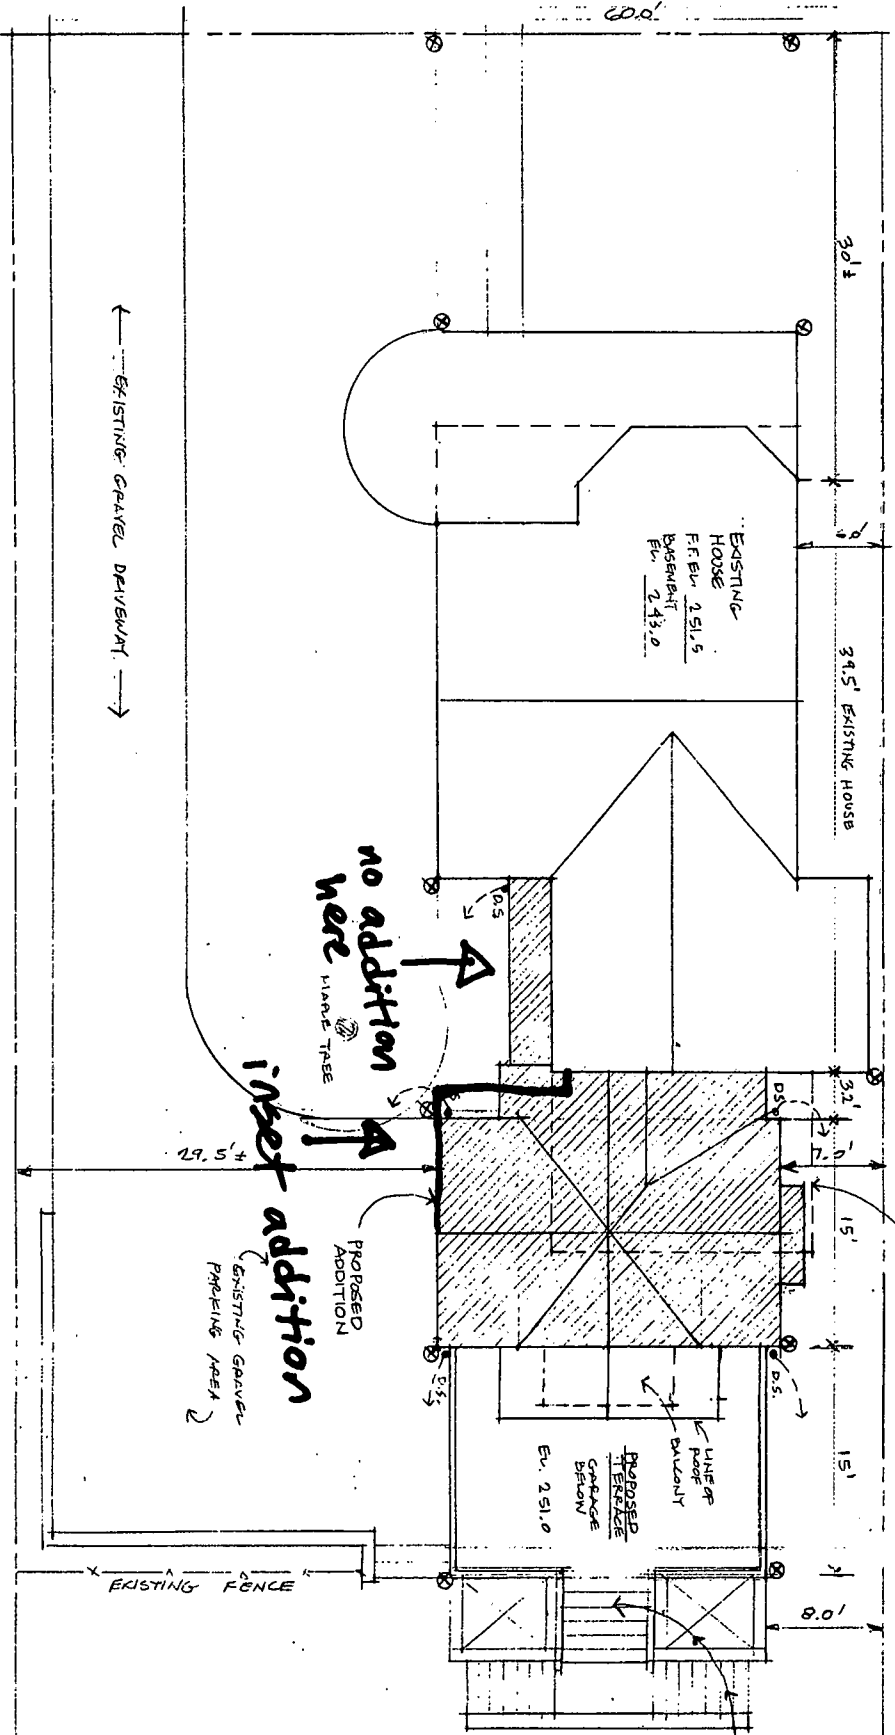 60.0'
30'±
← EXISTING GRAVEL DRIVEWAY →
EXISTING
HOUSE
F.F. EL. 251.5
BASEMENT
EL. 243.0
39.5' EXISTING HOUSE
D.S
no addition
here
MAPLE TREE
3.2'
DS
7.0'
29.5'±
inset addition
15'
PROPOSED
ADDITION
EXISTING GRAVEL
PARKING AREA
D.S.
D.S.
LINE OF
ROOF
BALCONY
PROPOSED
TERRACE
GARAGE
BELOW
EL. 251.0
15'
EXISTING FENCE
8.0'